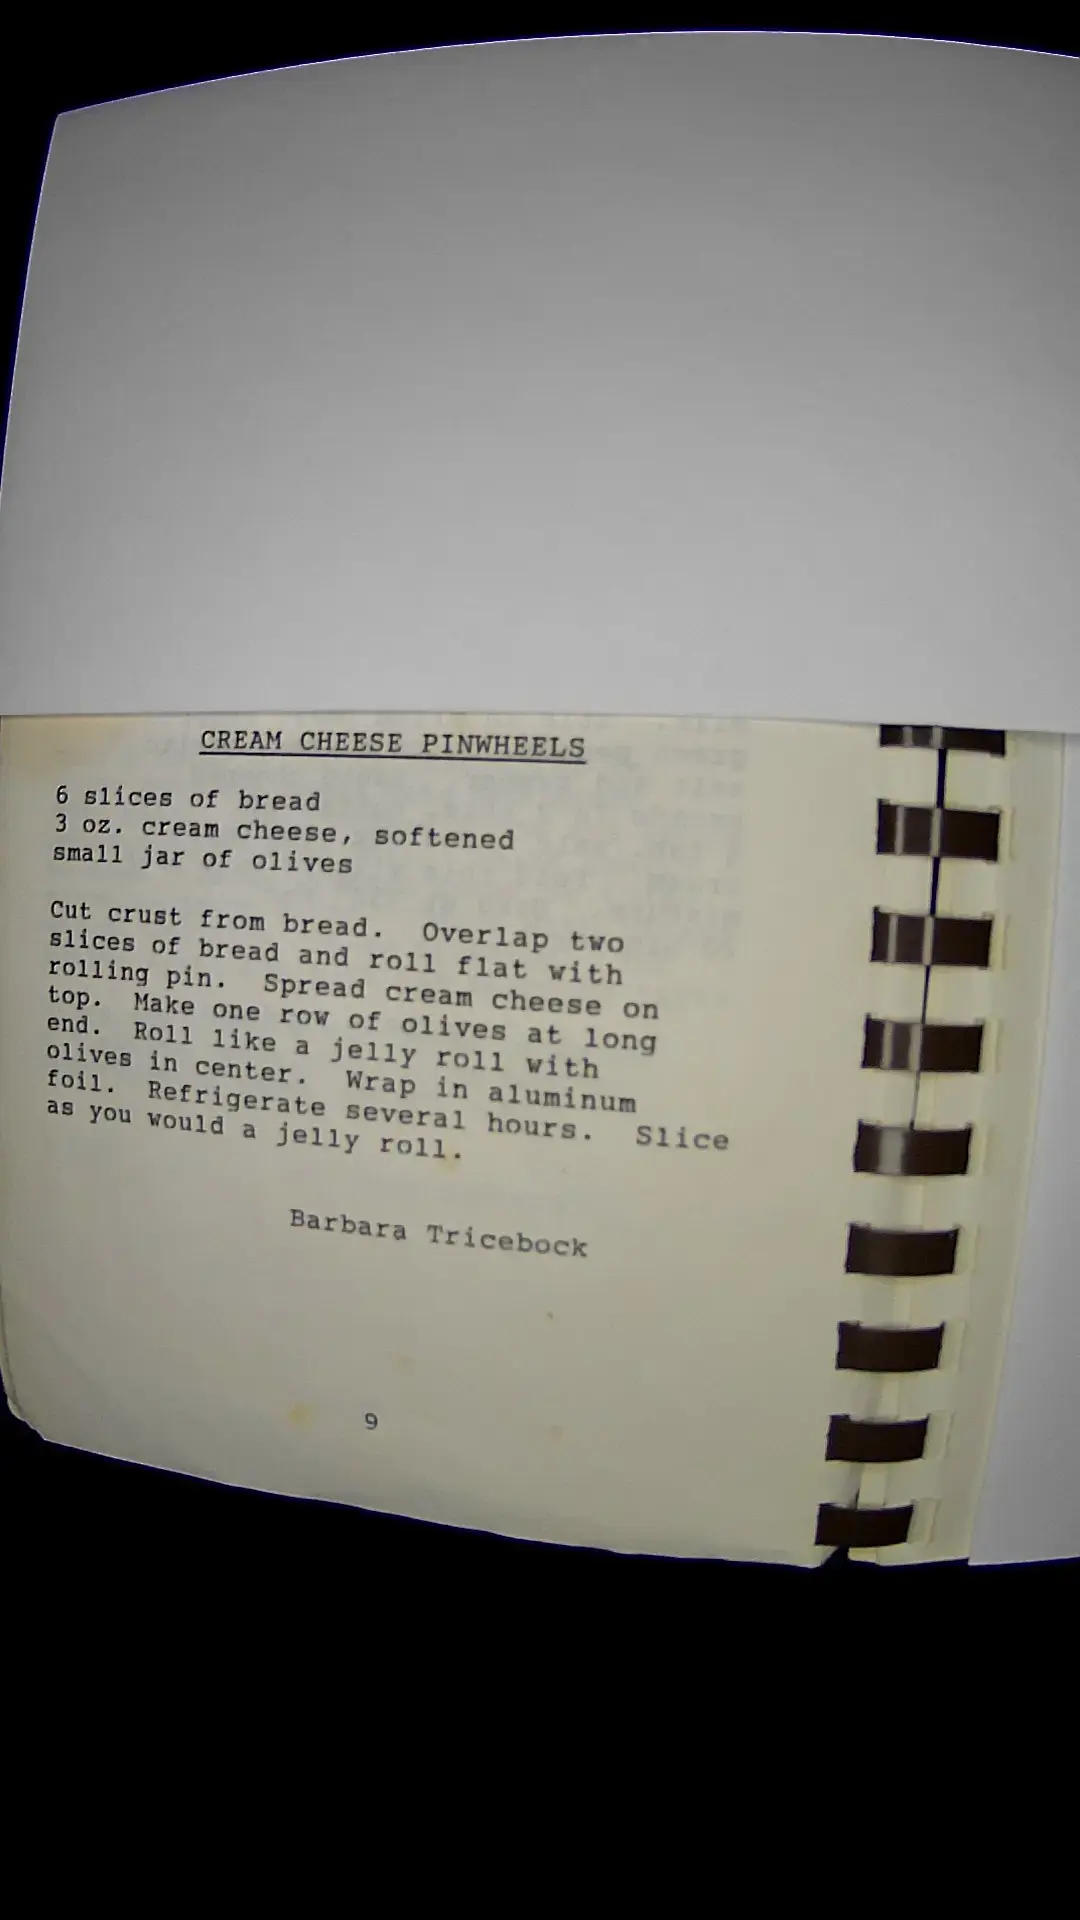 CREAM CHEESE PINWHEELS
6 slices of bread
3 oz. cream cheese, softened
small jar of olives
Cut crust from bread.  Overlap two
slices of bread and roll flat with
rolling pin.  Spread cream cheese on
top.  Make one row of olives at long
end.  Roll like a jelly roll with
olives in center.  Wrap in aluminum
foil.  Refrigerate several hours.  Slice
as you would a jelly roll.
Barbara Tricebock
9